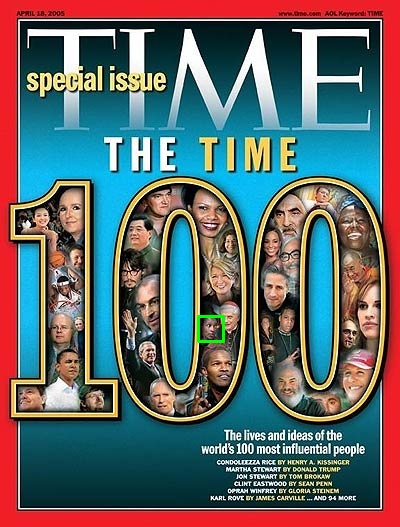 APRIL 18, 2005
www.time.com AOL Keyword: TIME
TIME
special issue
THE TIME
100
The lives and ideas of the
world's 100 most influential people
CONDOLEEZZA RICE BY HENRY A. KISSINGER
MARTHA STEWART BY DONALD TRUMP
JON STEWART BY TOM BROKAW
CLINT EASTWOOD BY SEAN PENN
OPRAH WINFREY BY GLORIA STEINEM
KARL ROVE BY JAMES CARVILLE ... AND 94 MORE